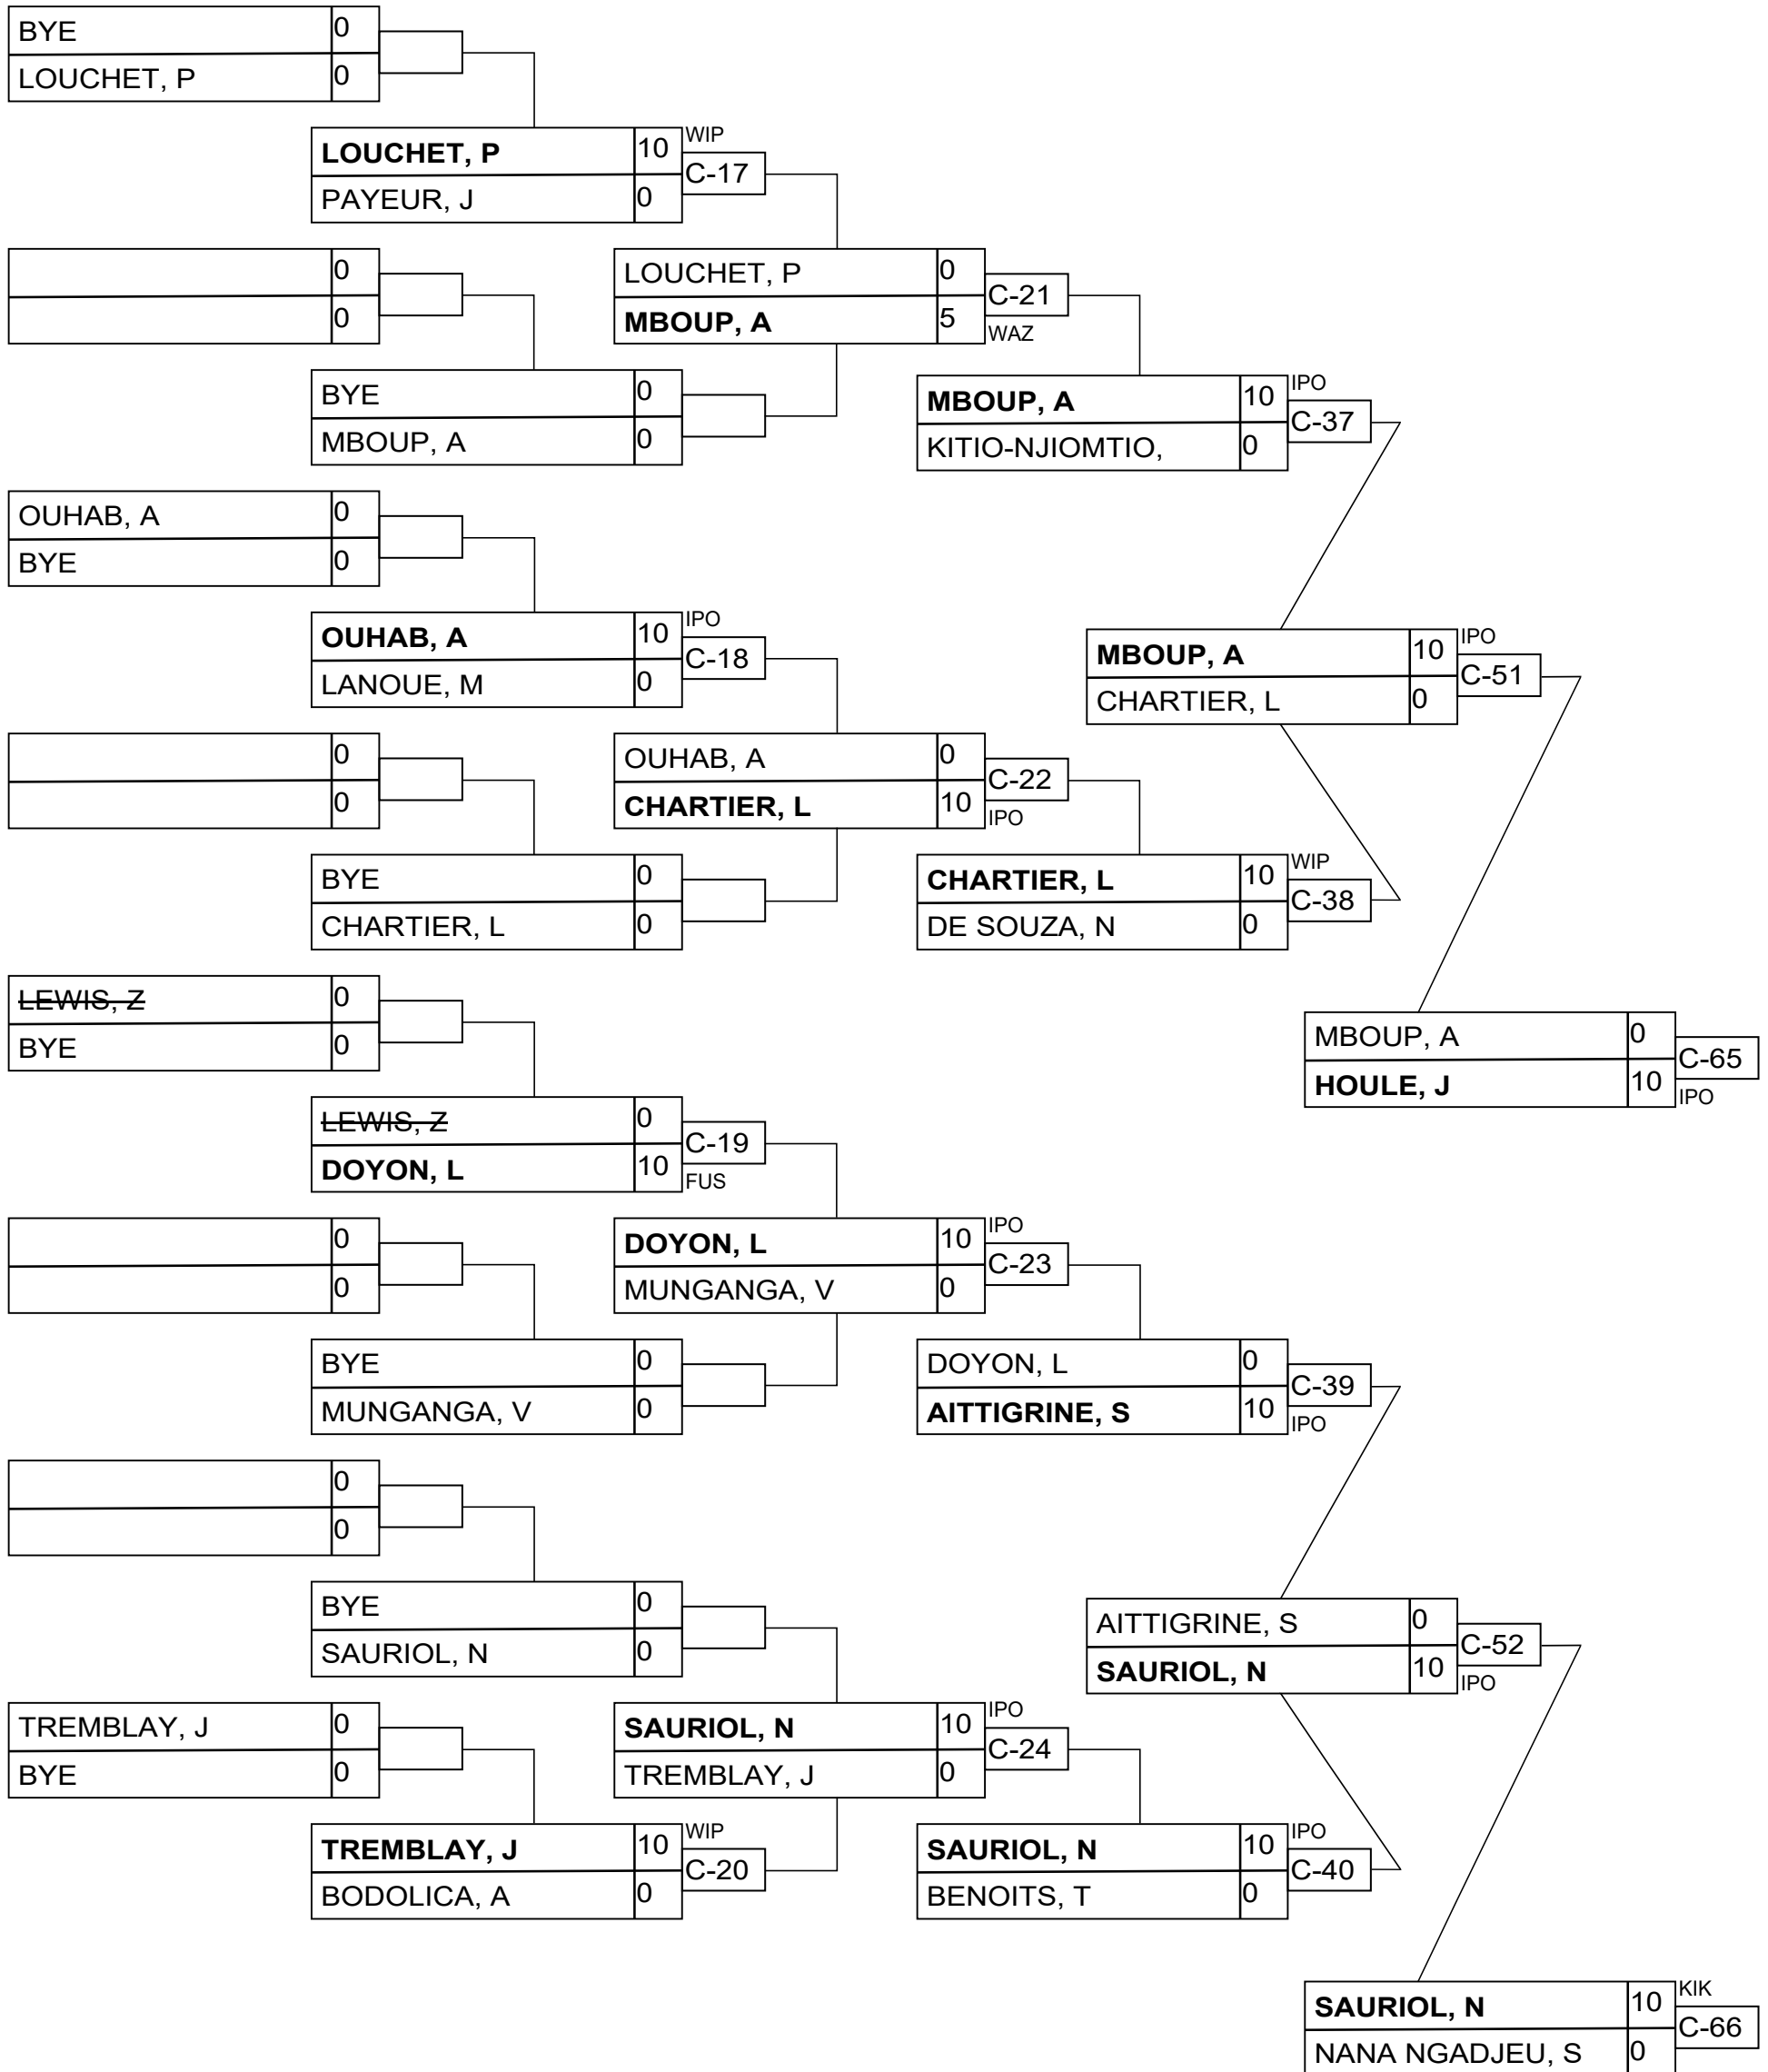 BYE 0
LOUCHET, P 0
WIP
LOUCHET, P 10
C-17
PAYEUR, J 0
0
0
LOUCHET, P 0
C-21
MBOUP, A 5
WAZ
BYE 0
MBOUP, A 0
IPO
MBOUP, A 10
C-37
KITIO-NJIOMTIO, 0
OUHAB, A 0
BYE 0
IPO
OUHAB, A 10
C-18
LANOUE, M 0
IPO
MBOUP, A 10
C-51
CHARTIER, L 0
0
0
OUHAB, A 0
C-22
CHARTIER, L 10
IPO
BYE 0
CHARTIER, L 0
WIP
CHARTIER, L 10
C-38
DE SOUZA, N 0
LEWIS, Z 0
BYE 0
MBOUP, A 0
C-65
HOULE, J 10
IPO
LEWIS, Z 0
C-19
DOYON, L 10
FUS
0
0
IPO
DOYON, L 10
C-23
MUNGANGA, V 0
BYE 0
MUNGANGA, V 0
DOYON, L 0
C-39
AITTIGRINE, S 10
IPO
0
0
BYE 0
SAURIOL, N 0
AITTIGRINE, S 0
C-52
SAURIOL, N 10
IPO
TREMBLAY, J 0
BYE 0
IPO
SAURIOL, N 10
C-24
TREMBLAY, J 0
WIP
TREMBLAY, J 10
C-20
BODOLICA, A 0
IPO
SAURIOL, N 10
C-40
BENOITS, T 0
KIK
SAURIOL, N 10
C-66
NANA NGADJEU, S 0